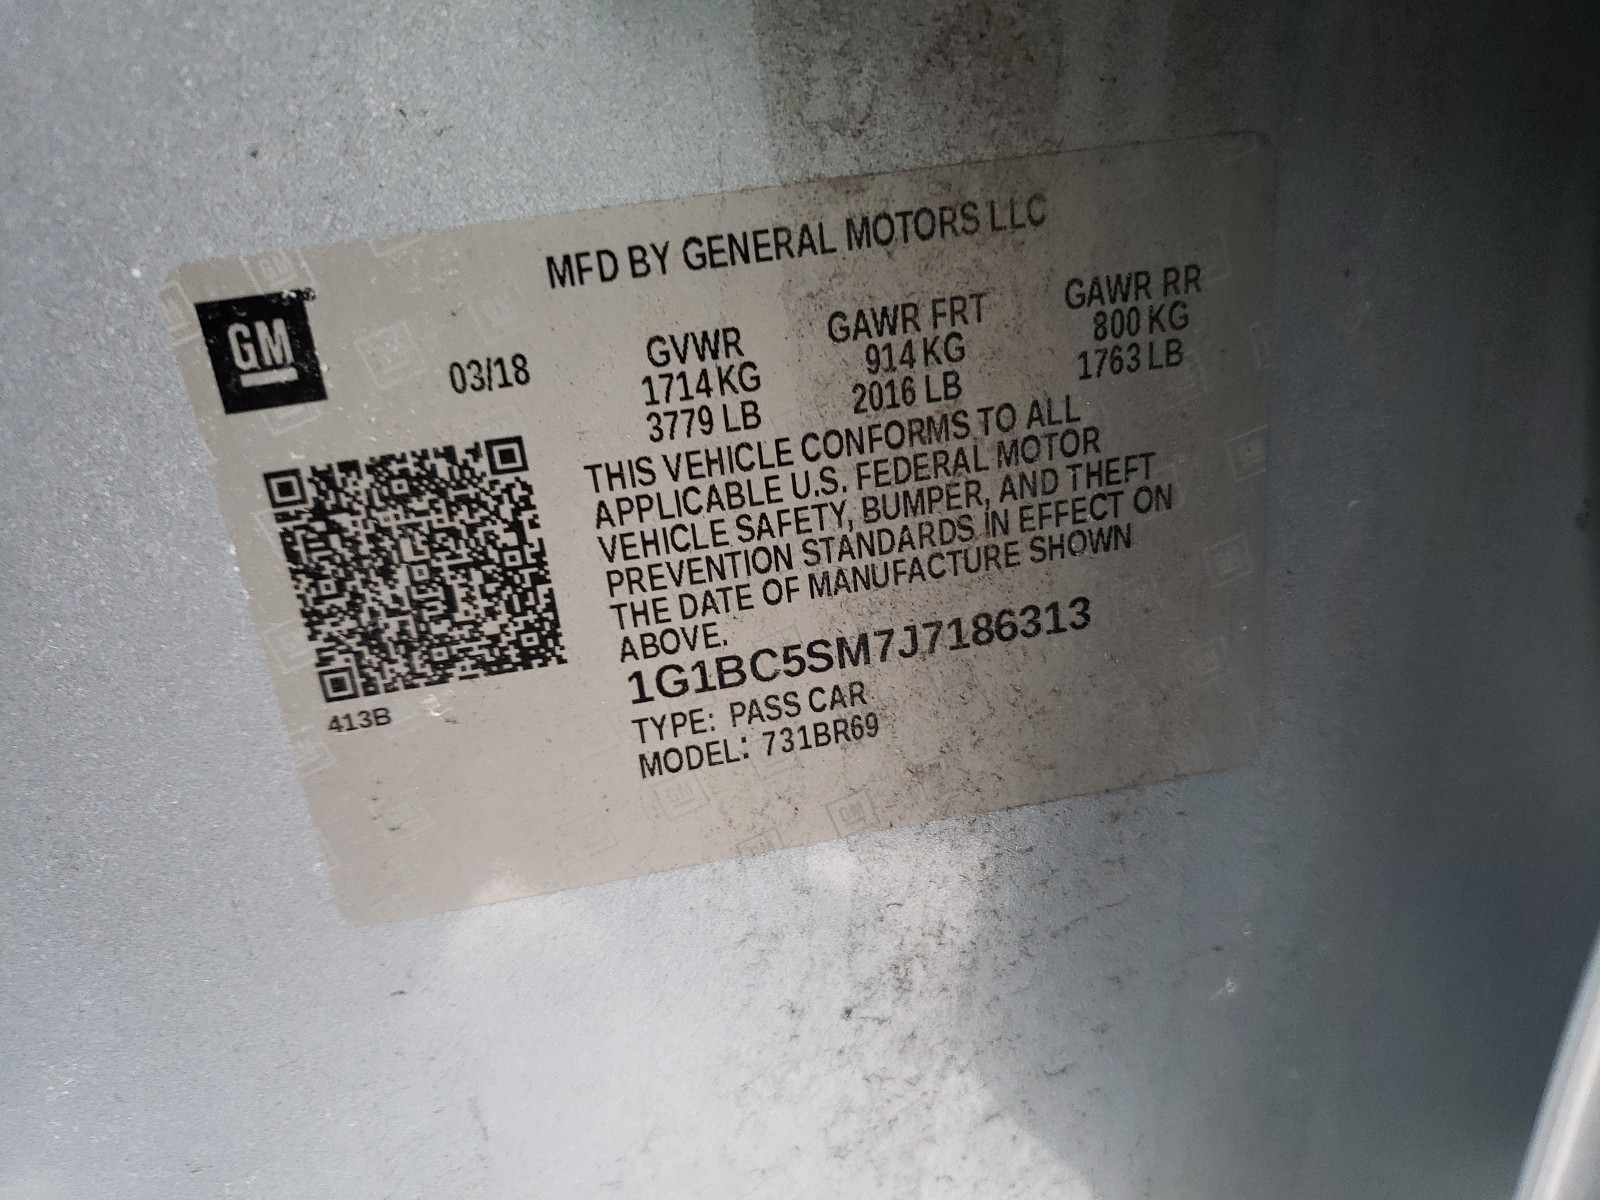 MFD BY GENERAL MOTORS LLC
GM
03/18
GVWR
1714 KG
3779 LB
GAWR FRT
914 KG
2016 LB
GAWR RR
800 KG
1763 LB
THIS VEHICLE CONFORMS TO ALL
APPLICABLE U.S. FEDERAL MOTOR
VEHICLE SAFETY, BUMPER, AND THEFT
PREVENTION STANDARDS IN EFFECT ON
THE DATE OF MANUFACTURE SHOWN
ABOVE.
1G1BC5SM7J7186313
TYPE: PASS CAR
MODEL: 731BR69
413B